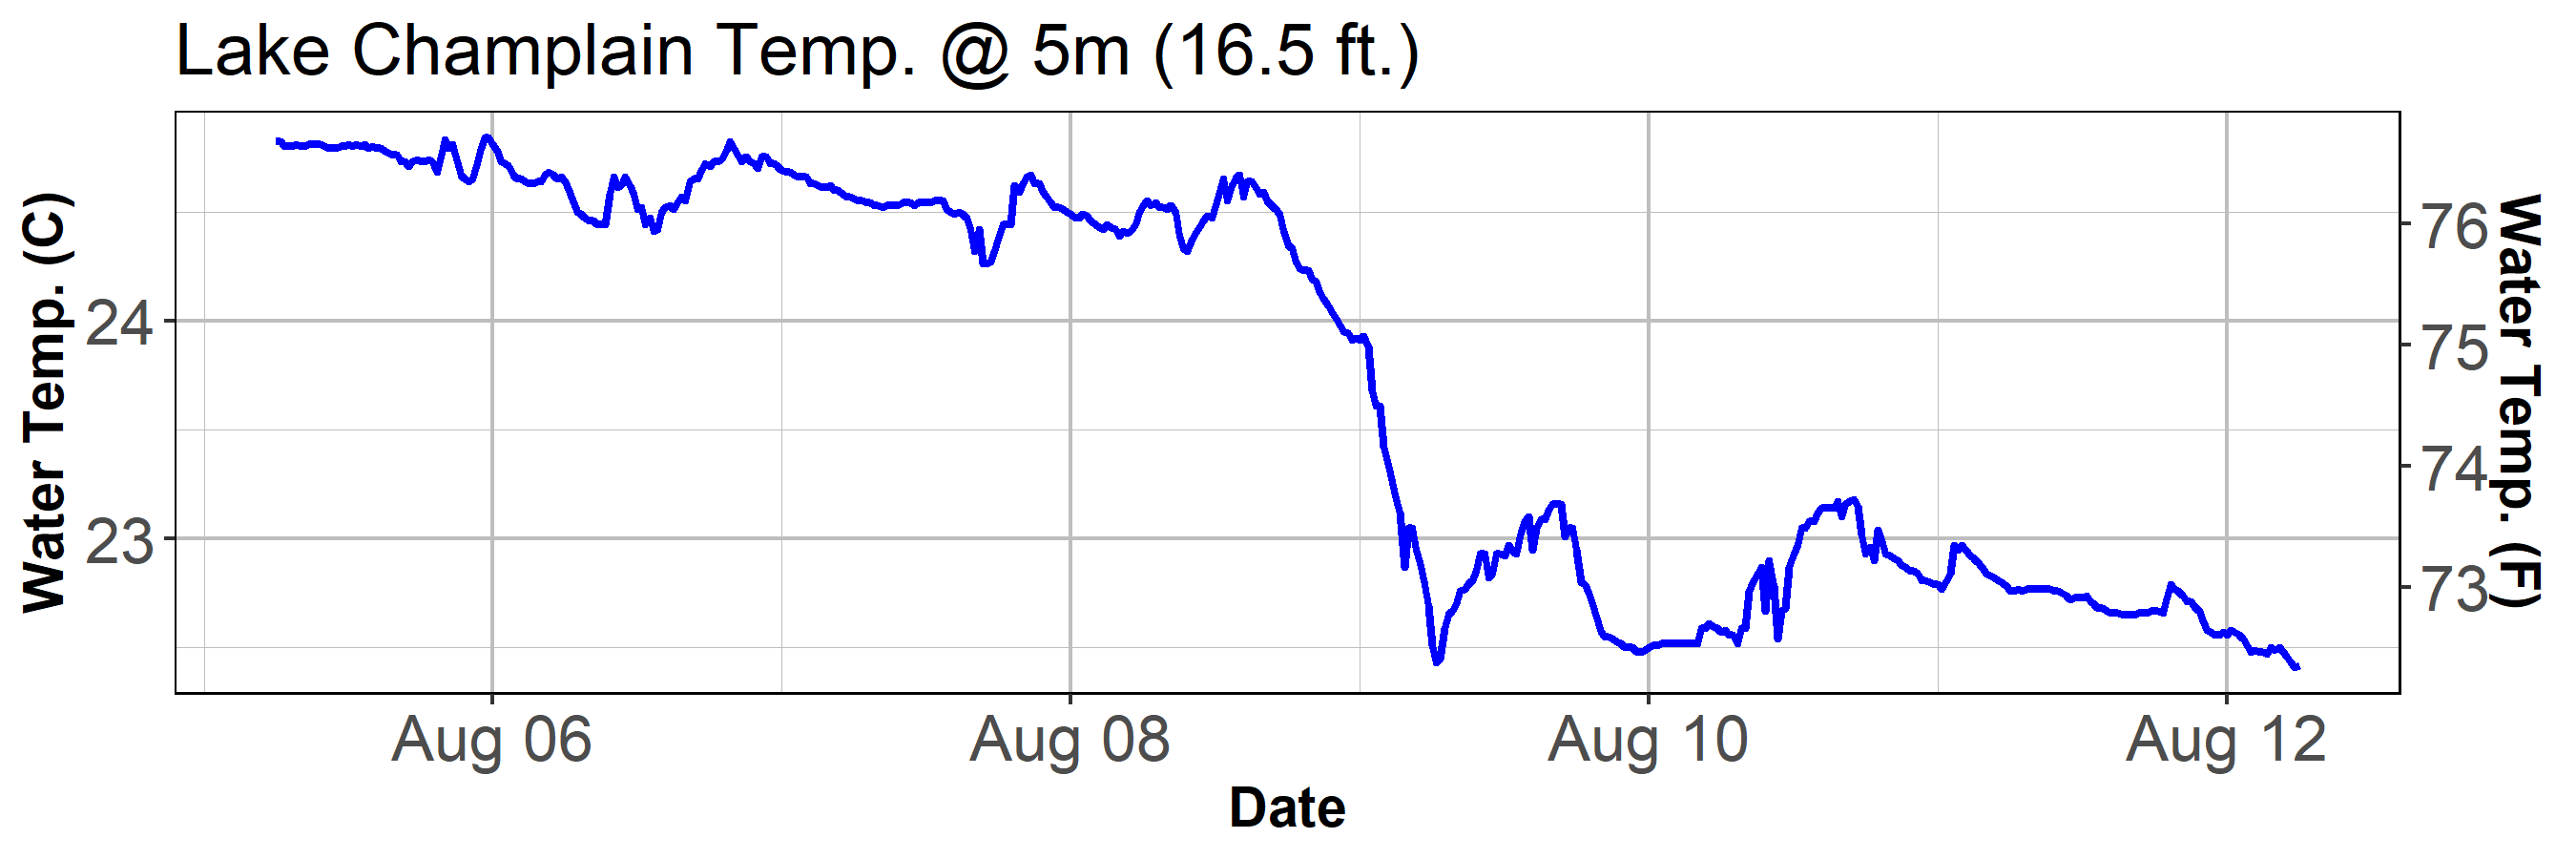 Lake Champlain Temp. @ 5m (16.5 ft.)
Water Temp. (C)
24
23
76
75
74
73
Water Temp. (F)
Aug 06
Aug 08
Aug 10
Aug 12
Date